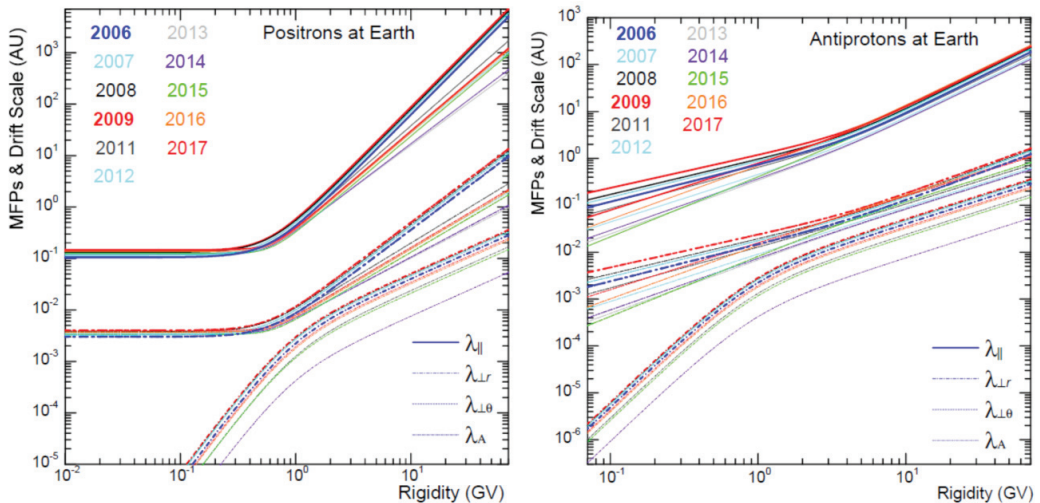 Positrons at Earth
2006 2013
2007 2014
2008 2015
2009 2016
2011 2017
2012
MFPs & Drift Scale (AU)
10³
10²
10¹
10⁰
10⁻¹
10⁻²
10⁻³
10⁻⁴
10⁻⁵
λ∥
λ⊥r
λ⊥θ
λA
10⁻² 10⁻¹ 10⁰ 10¹
Rigidity (GV)
Antiprotons at Earth
2006 2013
2007 2014
2008 2015
2009 2016
2011 2017
2012
MFPs & Drift Scale (AU)
10³
10²
10¹
10⁰
10⁻¹
10⁻²
10⁻³
10⁻⁴
10⁻⁵
10⁻⁶
λ∥
λ⊥r
λ⊥θ
λA
10⁻¹ 10⁰ 10¹
Rigidity (GV)